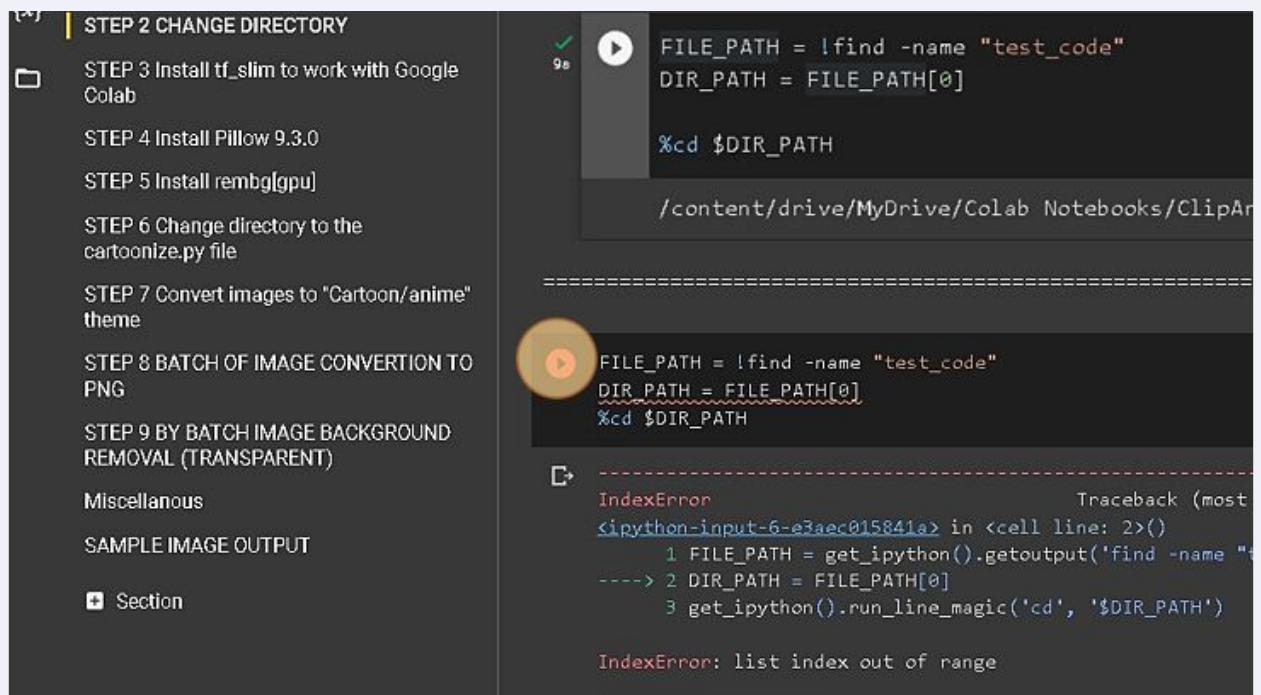 {x}
STEP 2 CHANGE DIRECTORY
STEP 3 Install tf_slim to work with Google
Colab
STEP 4 Install Pillow 9.3.0
STEP 5 Install rembg[gpu]
STEP 6 Change directory to the
cartoonize.py file
STEP 7 Convert images to "Cartoon/anime"
theme
STEP 8 BATCH OF IMAGE CONVERTION TO
PNG
STEP 9 BY BATCH IMAGE BACKGROUND
REMOVAL (TRANSPARENT)
Miscellanous
SAMPLE IMAGE OUTPUT
Section
9s
FILE_PATH = !find -name "test_code"
DIR_PATH = FILE_PATH[0]
%cd $DIR_PATH
/content/drive/MyDrive/Colab Notebooks/ClipAr
========================================================
FILE_PATH = !find -name "test_code"
DIR_PATH = FILE_PATH[0]
%cd $DIR_PATH
---------------------------------------------------------------------------
IndexError Traceback (most
<ipython-input-6-e3aec015841a> in <cell line: 2>()
1 FILE_PATH = get_ipython().getoutput('find -name "t
----> 2 DIR_PATH = FILE_PATH[0]
3 get_ipython().run_line_magic('cd', '$DIR_PATH')
IndexError: list index out of range